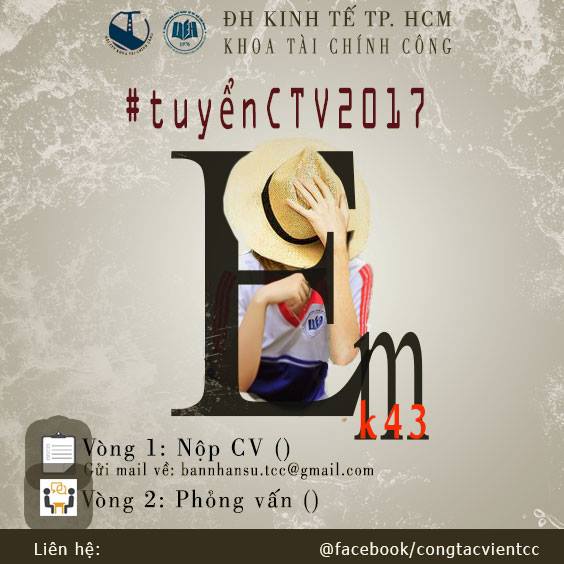 ĐH KINH TẾ TP. HCM
KHOA TÀI CHÍNH CÔNG
#tuyểnCTV2017
Em
k43
Vòng 1: Nộp CV ()
Gửi mail về: bannhansu.tcc@gmail.com
Vòng 2: Phỏng vấn ()
Liên hệ:
@facebook/congtacvientcc